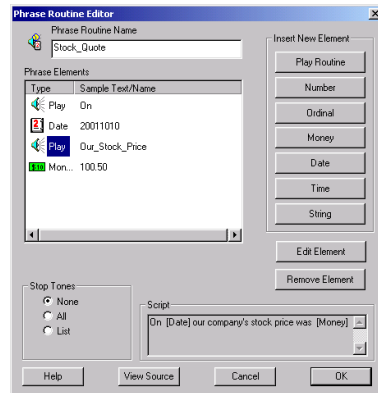 Phrase Routine Editor
Phrase Routine Name
Stock_Quote
Insert New Element
Play Routine
Number
Ordinal
Money
Date
Time
String
Phrase Elements
Type Sample Text/Name
Play On
Date 20011010
Play Our_Stock_Price
Mon... 100.50
Edit Element
Remove Element
Stop Tones
None
All
List
Script
On [Date] our company's stock price was [Money]
Help View Source Cancel OK